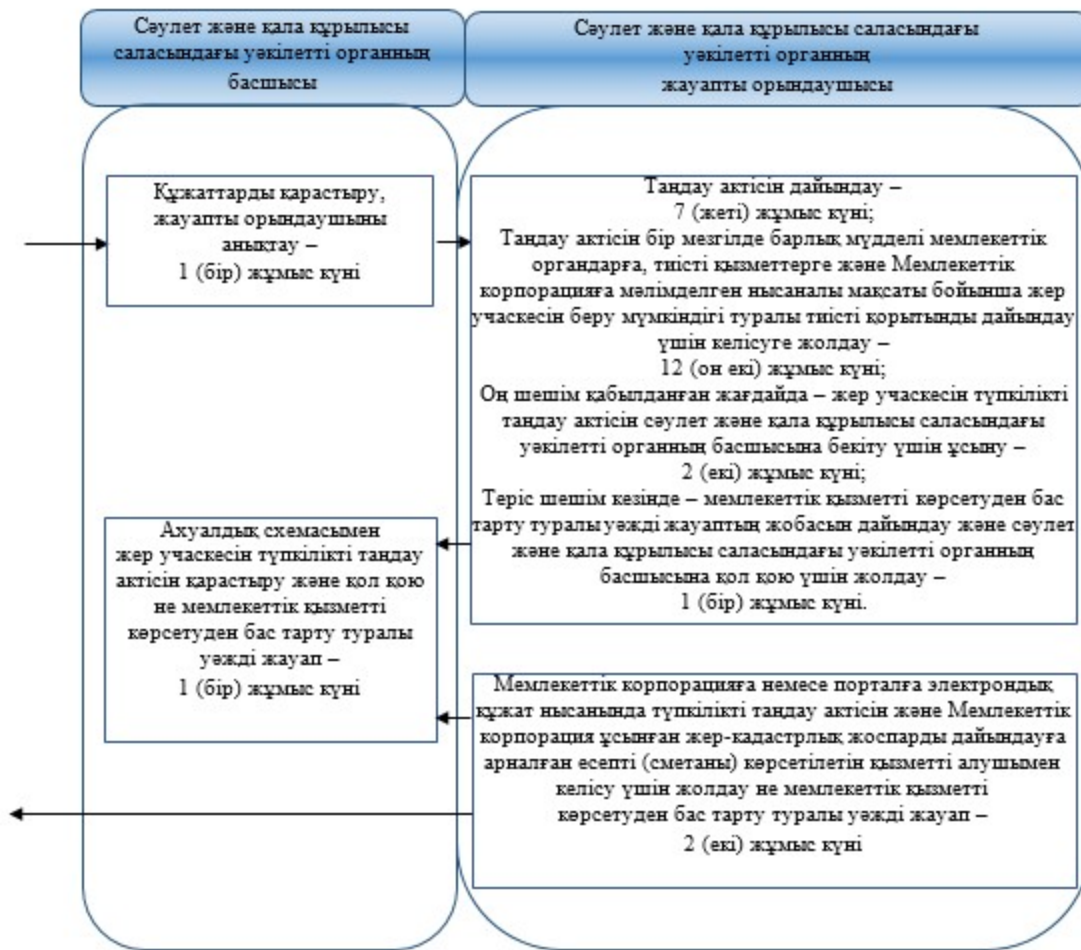 Сәулет және қала құрылысы
саласындағы уәкілетті органның
басшысы
Сәулет және қала құрылысы саласындағы
уәкілетті органның
жауапты орындаушысы
Құжаттарды қарастыру,
жауапты орындаушыны
анықтау –
1 (бір) жұмыс күні
Таңдау актісін дайындау –
7 (жеті) жұмыс күні;
Таңдау актісін бір мезгілде барлық мүдделі мемлекеттік
органдарға, тиісті қызметтерге және Мемлекеттік
корпорацияға мәлімделген нысаналы мақсаты бойынша жер
учаскесін беру мүмкіндігі туралы тиісті қорытынды дайындау
үшін келісуге жолдау –
12 (он екі) жұмыс күні;
Оң шешім қабылданған жағдайда – жер учаскесін түпкілікті
таңдау актісін сәулет және қала құрылысы саласындағы
уәкілетті органның басшысына бекіту үшін ұсыну –
2 (екі) жұмыс күні;
Теріс шешім кезінде – мемлекеттік қызметті көрсетуден бас
тарту туралы уәжді жауаптың жобасын дайындау және сәулет
және қала құрылысы саласындағы уәкілетті органның
басшысына қол қою үшін жолдау –
1 (бір) жұмыс күні.
Ахуалдық схемасымен
жер учаскесін түпкілікті таңдау
актісін қарастыру және қол қою
не мемлекеттік қызметті
көрсетуден бас тарту туралы
уәжді жауап –
1 (бір) жұмыс күні
Мемлекеттік корпорацияға немесе порталға электрондық
құжат нысанында түпкілікті таңдау актісін және Мемлекеттік
корпорация ұсынған жер-кадастрлық жоспарды дайындауға
арналған есепті (сметаны) көрсетілетін қызметті алушымен
келісу үшін жолдау не мемлекеттік қызметті
көрсетуден бас тарту туралы уәжді жауап –
2 (екі) жұмыс күні